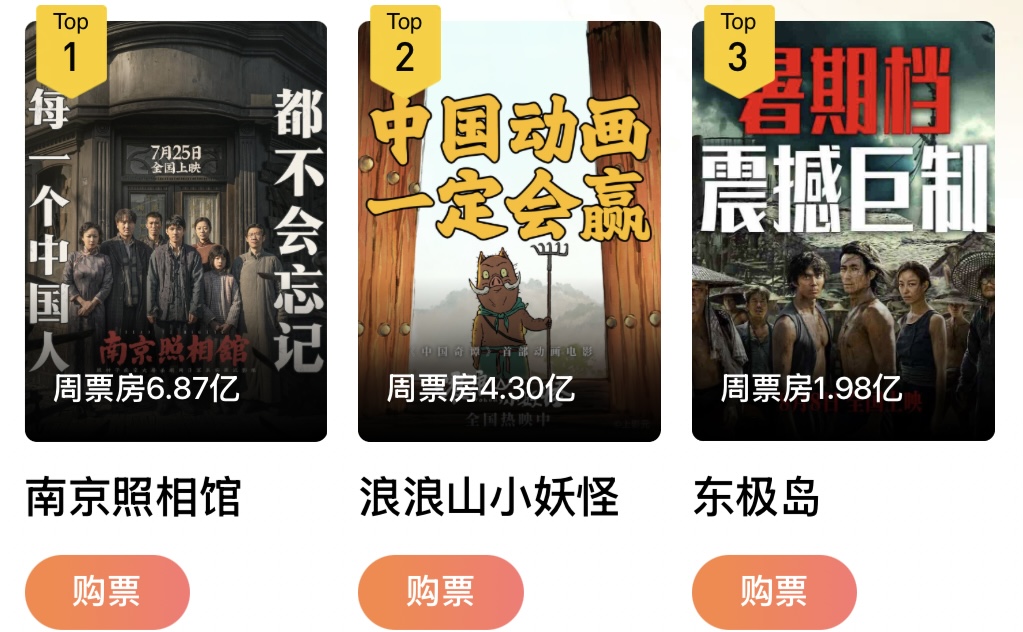 Top
1
每一个中国人
都不会忘记
7月25日
全国上映
南京照相館
周票房6.87亿
南京照相馆
购票
Top
2
中国动画
一定会赢
中国奇谭》首部动画电影
周票房4.30亿
全国热映中
浪浪山小妖怪
购票
Top
3
暑期档
震撼巨制
周票房1.98亿
东极岛
购票